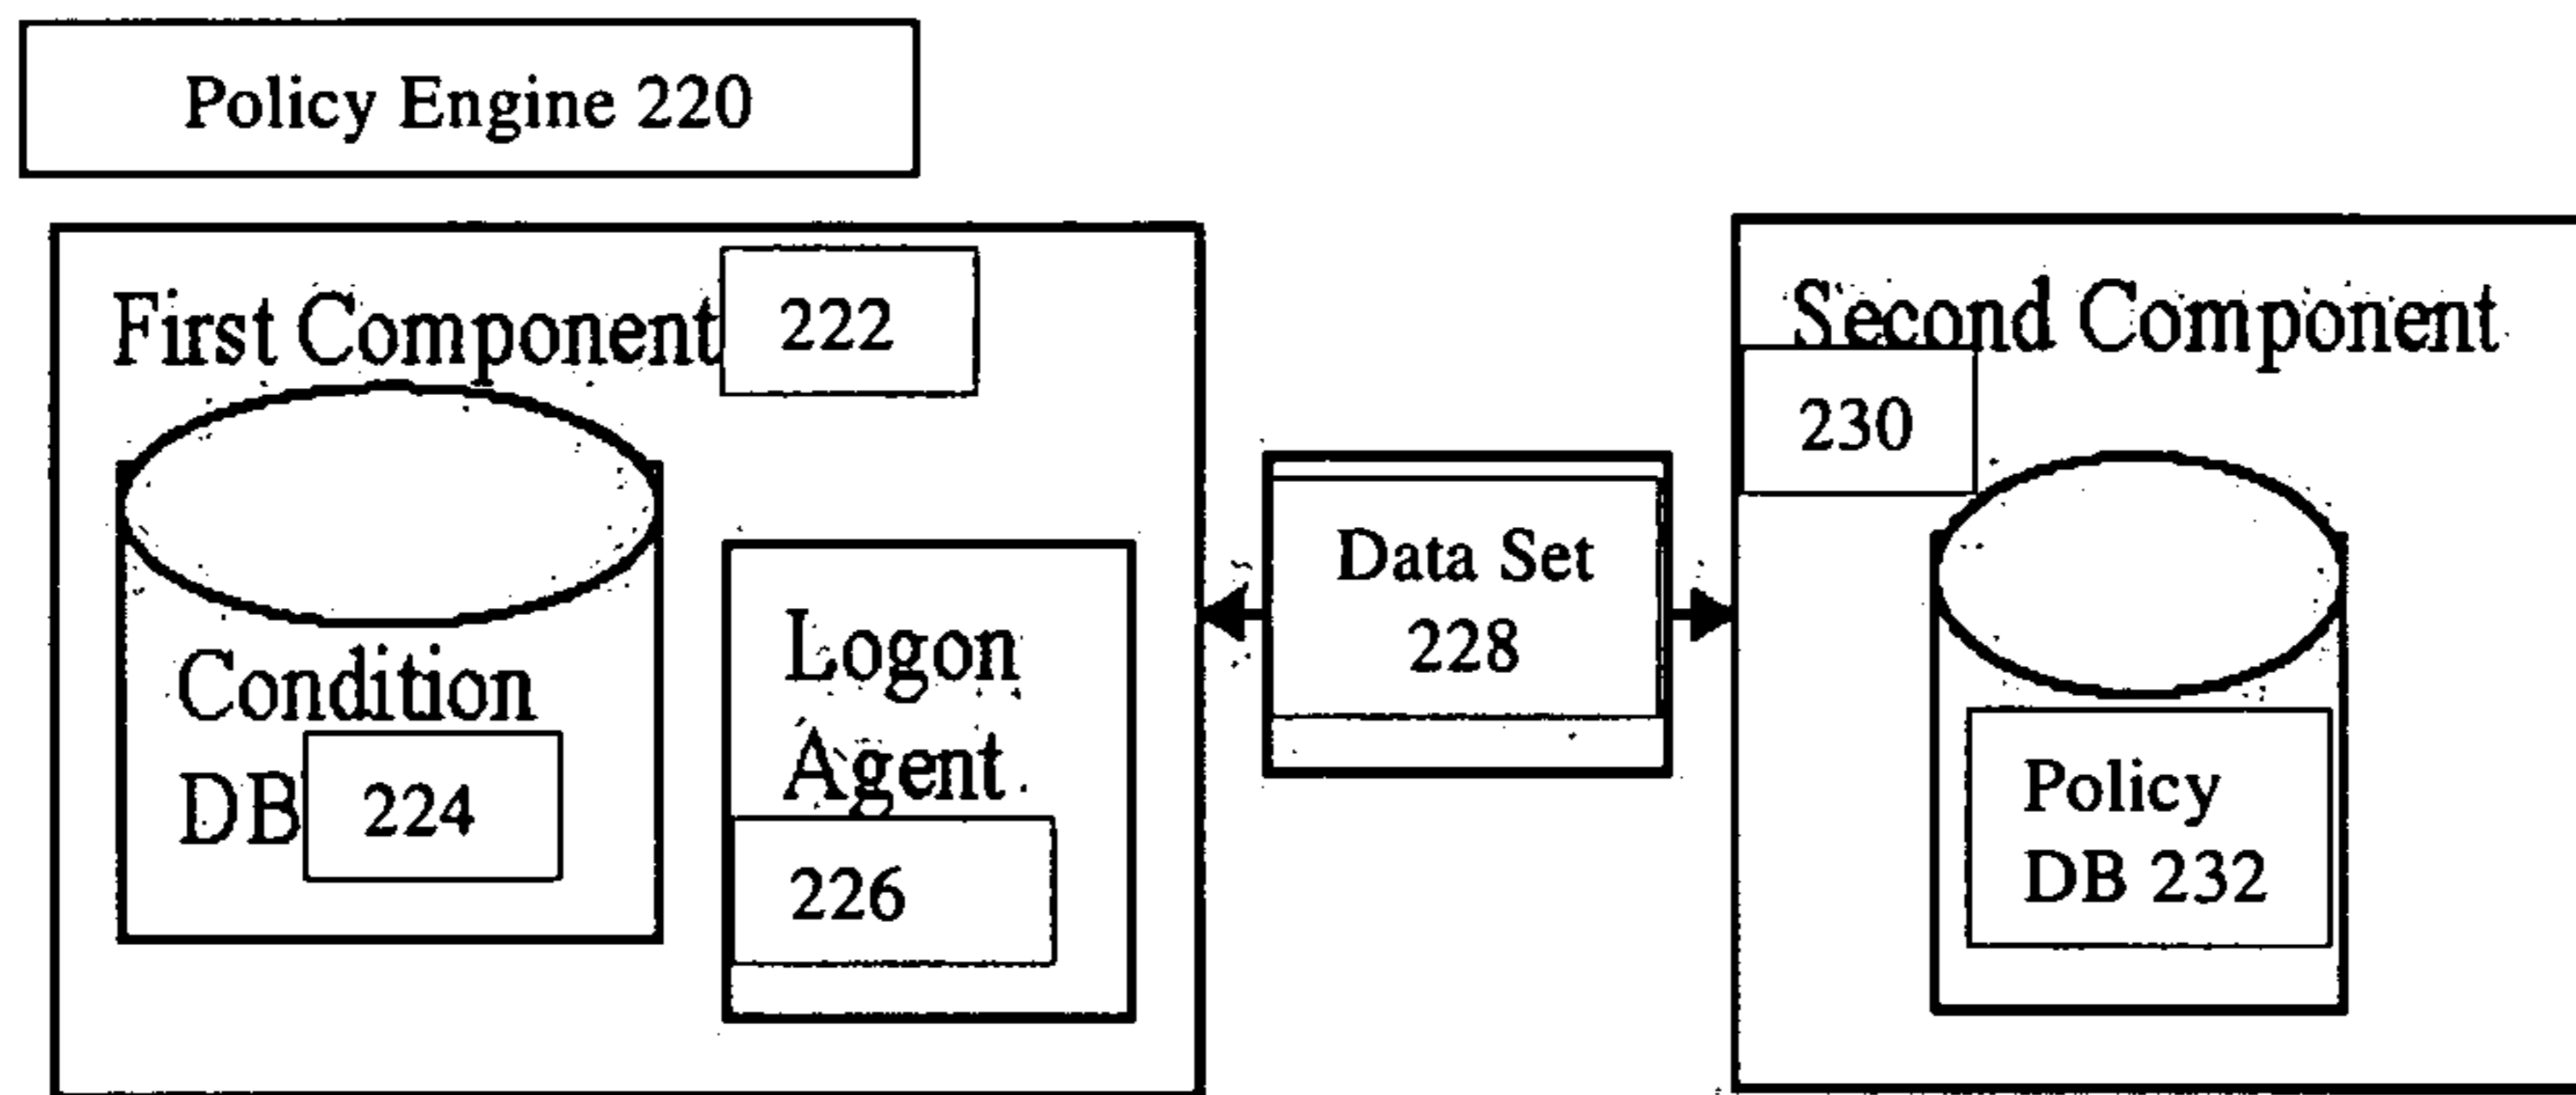 Policy Engine 220
First Component 222
Condition
DB 224
Logon
Agent
226
Data Set
228
Second Component
230
Policy
DB 232